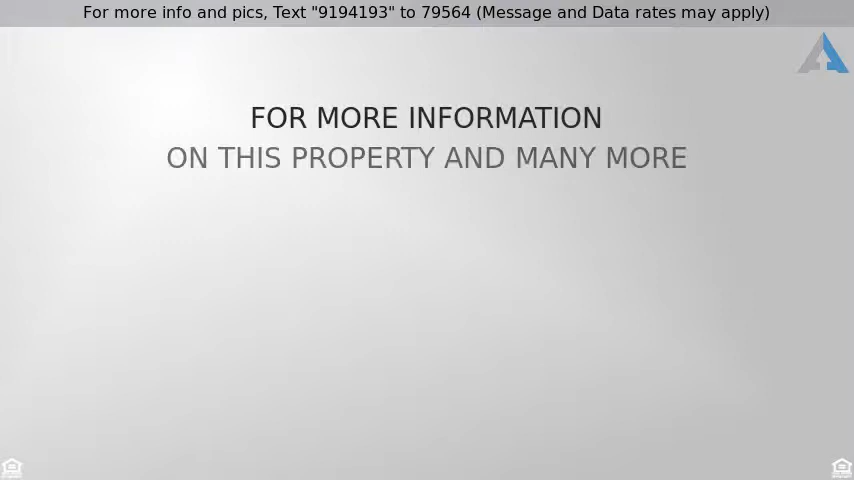 For more info and pics, Text "9194193" to 79564 (Message and Data rates may apply)
FOR MORE INFORMATION
ON THIS PROPERTY AND MANY MORE